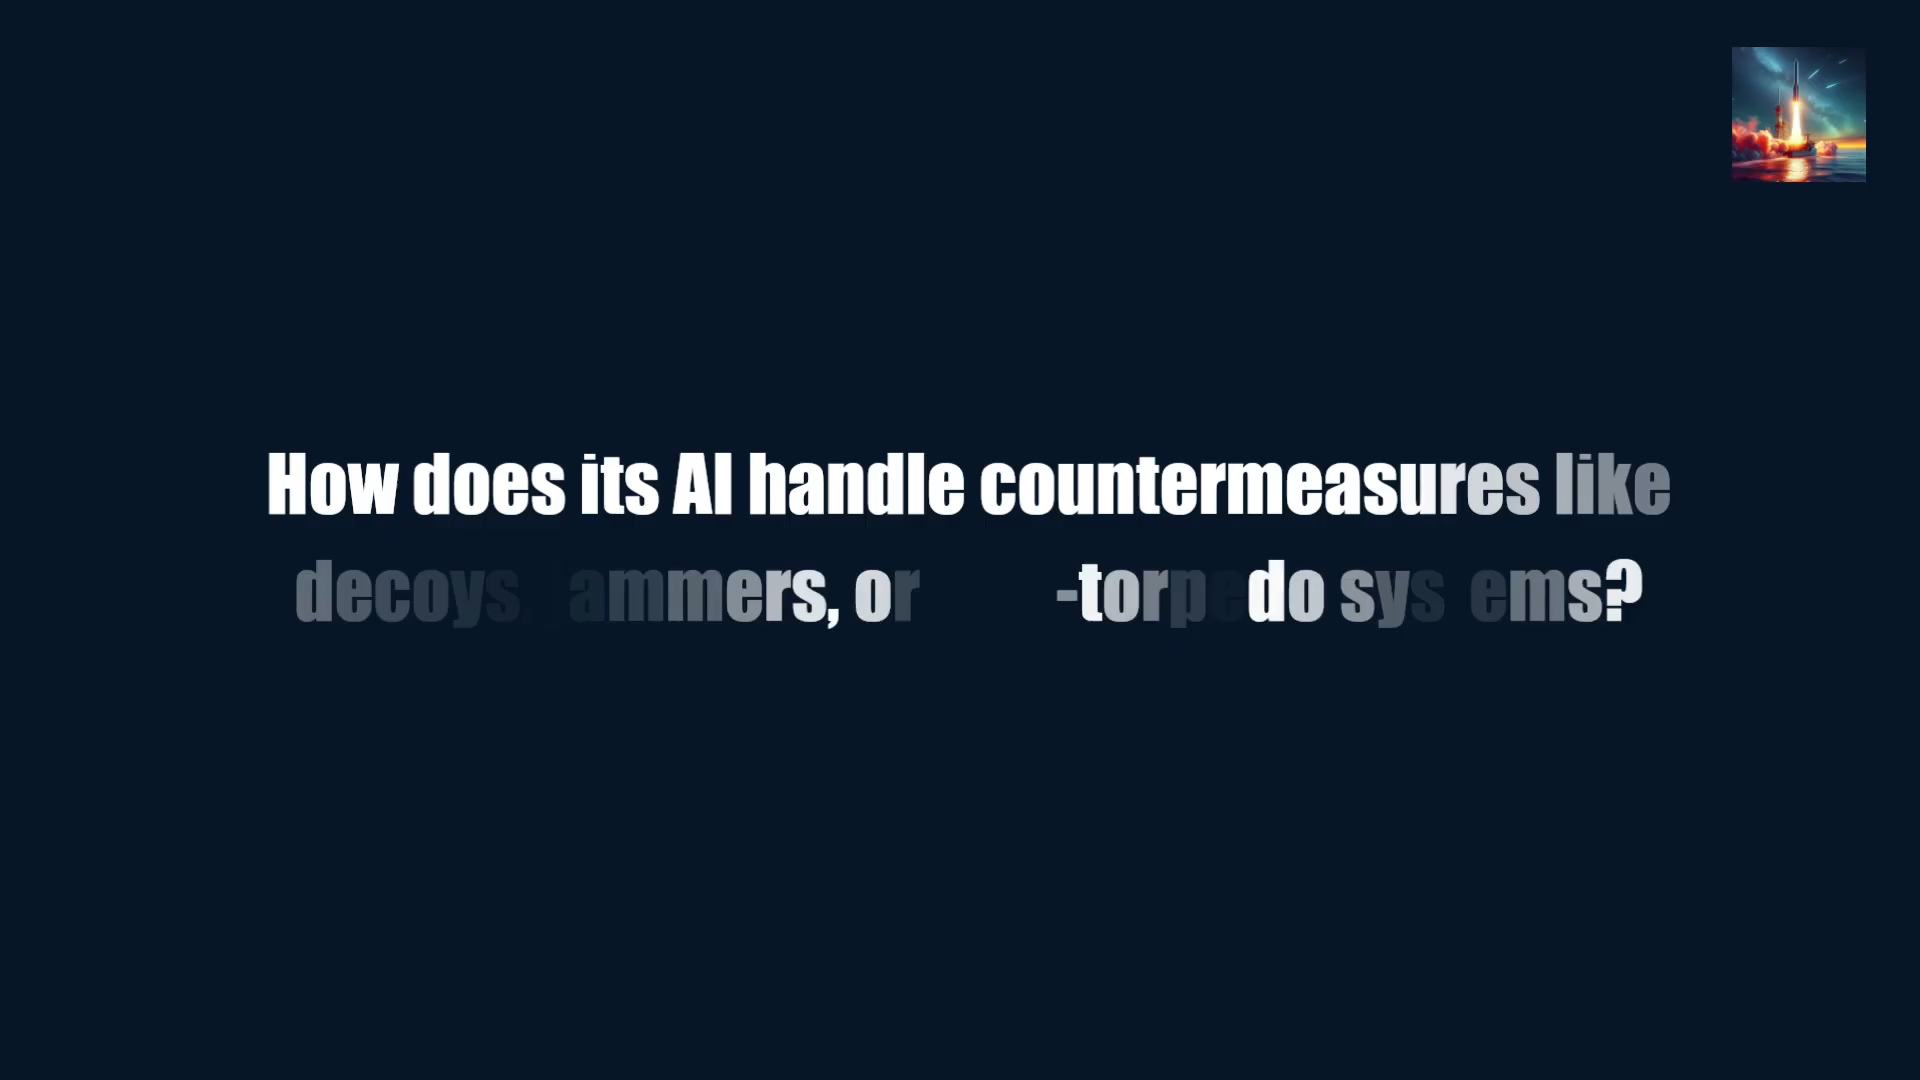 How does its AI handle countermeasures like
decoys, jammers, or -torpedo systems?